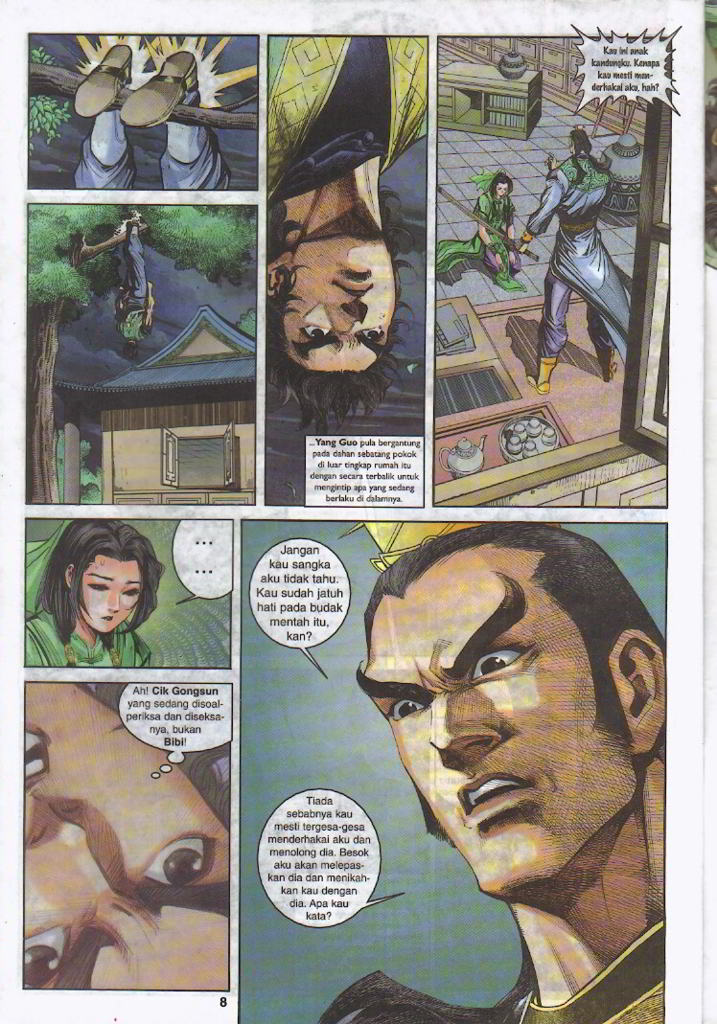 Kau ini anak
kandungku. Kenapa
kau mesti men-
derhakai aku, hah?
...Yang Guo pula bergantung
pada dahan sebatang pokok
di luar tingkap rumah itu
dengan secara terbalik untuk
mengintip apa yang sedang
berlaku di dalamnya.
...
...
Jangan
kau sangka
aku tidak tahu.
Kau sudah jatuh
hati pada budak
mentah itu,
kan?
Ah! Cik Gongsun
yang sedang disoal-
periksa dan diseksa-
nya, bukan
Bibi!
Tiada
sebabnya kau
mesti tergesa-gesa
menderhakai aku dan
menolong dia. Besok
aku akan melepas-
kan dia dan menikah-
kan kau dengan
dia. Apa kau
kata?
8